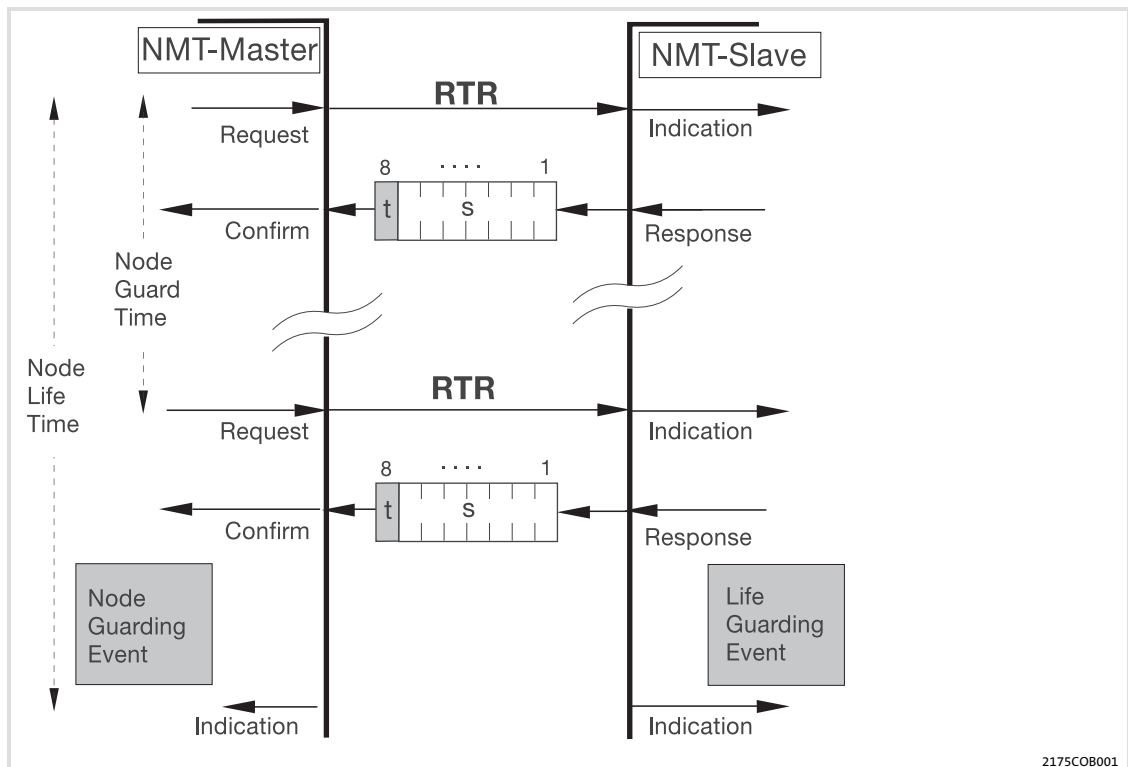 NMT-Master
NMT-Slave
RTR
Request
Indication
8 .... 1
t
s
Confirm
Response
Node
Guard
Time
Node
Life
Time
RTR
Request
Indication
8 .... 1
t
s
Confirm
Response
Node
Guarding
Event
Life
Guarding
Event
Indication
Indication
2175COB001